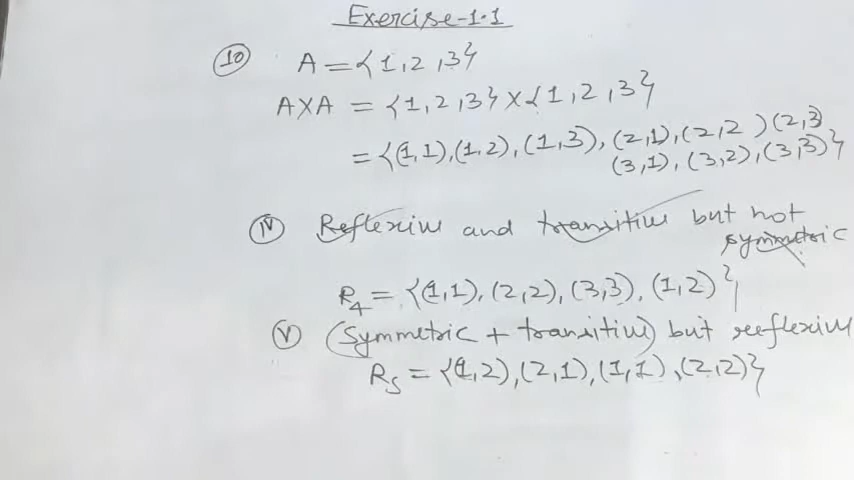 Exercise-1.1
⑩ A = {1,2,3}
A×A = {1,2,3} × {1,2,3}
= {(1,1),(1,2),(1,3),(2,1),(2,2)(2,3
(3,1),(3,2),(3,3)}
(iv) Reflexive and transitive but not
symmetric
R₄ = {(1,1),(2,2),(3,3),(1,2)}
(v) (Symmetric + transitive) but reeflexive
R₅ = {(1,2),(2,1),(1,1),(2,2)}